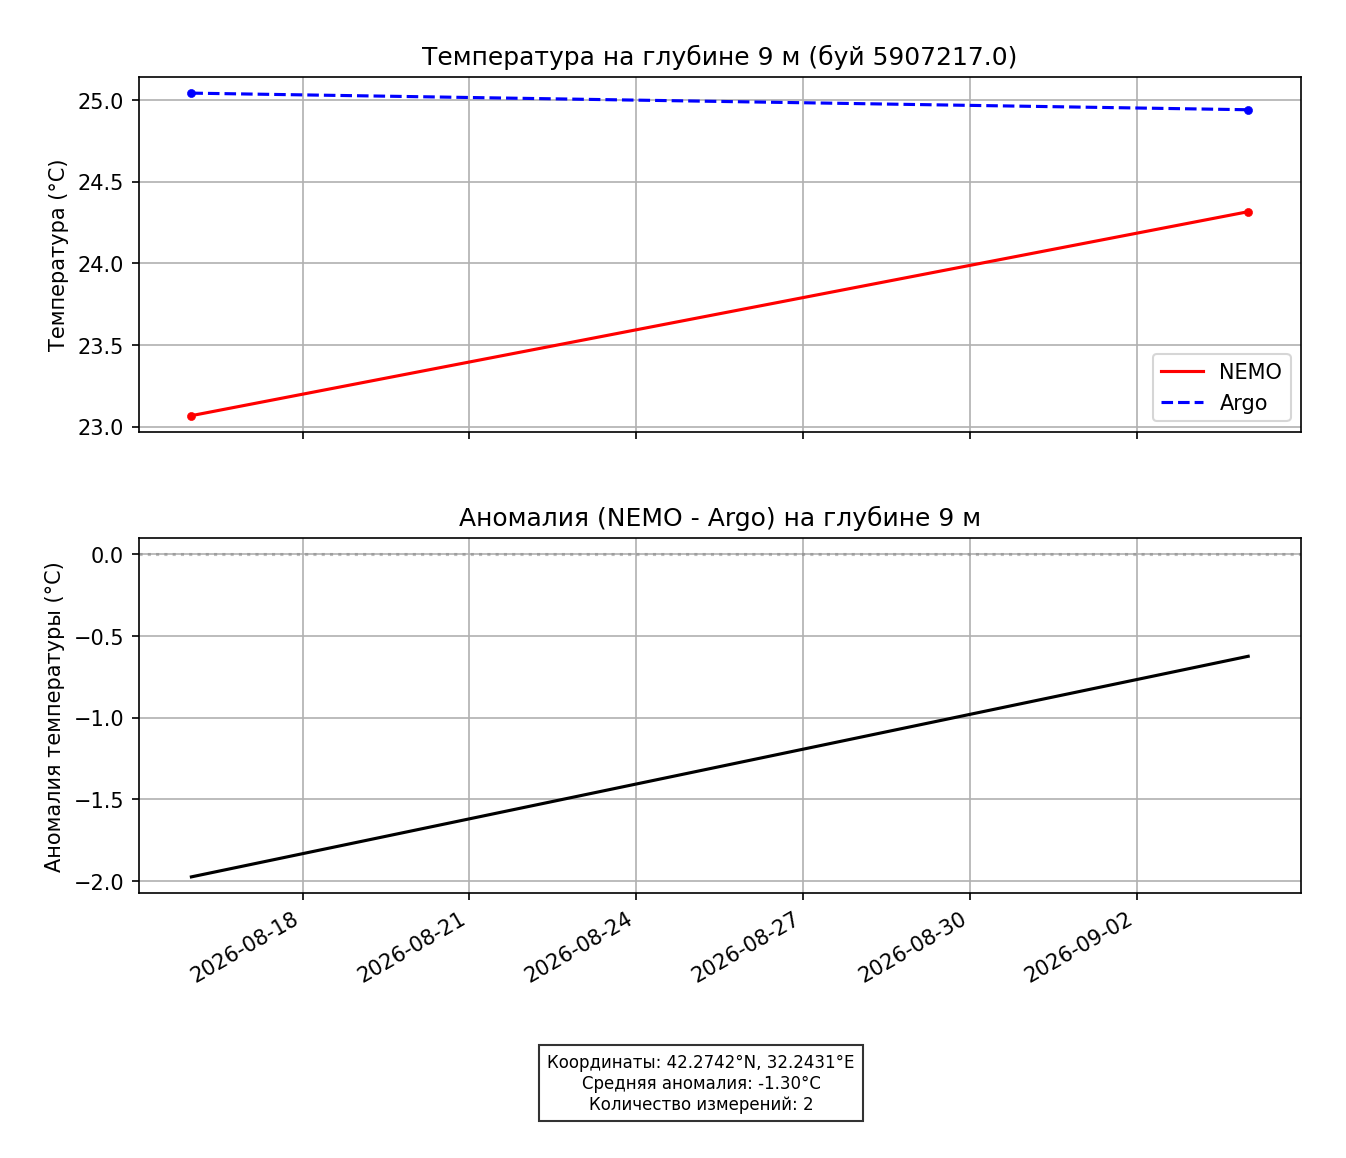 Температура на глубине 9 м (буй 5907217.0)
Температура (°C)
25.0
24.5
24.0
23.5
23.0
NEMO
Argo
Аномалия (NEMO - Argo) на глубине 9 м
Аномалия температуры (°C)
0.0
−0.5
−1.0
−1.5
−2.0
2026-08-18
2026-08-21
2026-08-24
2026-08-27
2026-08-30
2026-09-02
Координаты: 42.2742°N, 32.2431°E
Средняя аномалия: -1.30°C
Количество измерений: 2